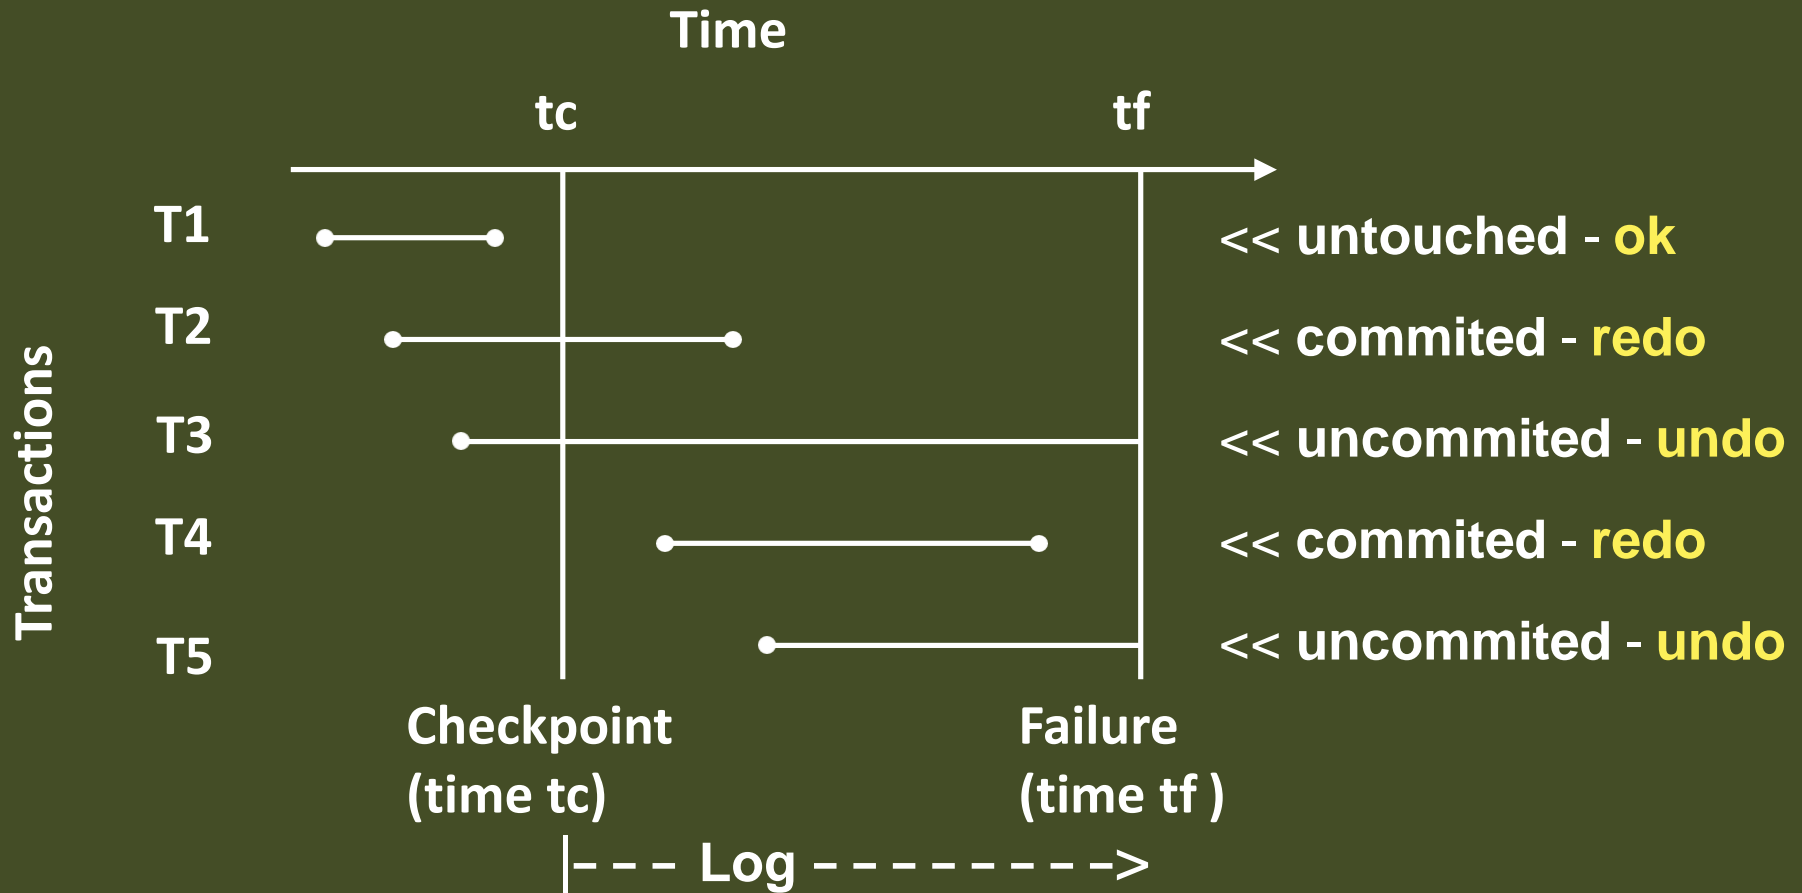 Time
tc
tf
Transactions
T1
<< untouched - ok
T2
<< commited - redo
T3
<< uncommited - undo
T4
<< commited - redo
T5
<< uncommited - undo
Checkpoint
(time tc)
Failure
(time tf )
|- - - Log - - - - - - - - ->